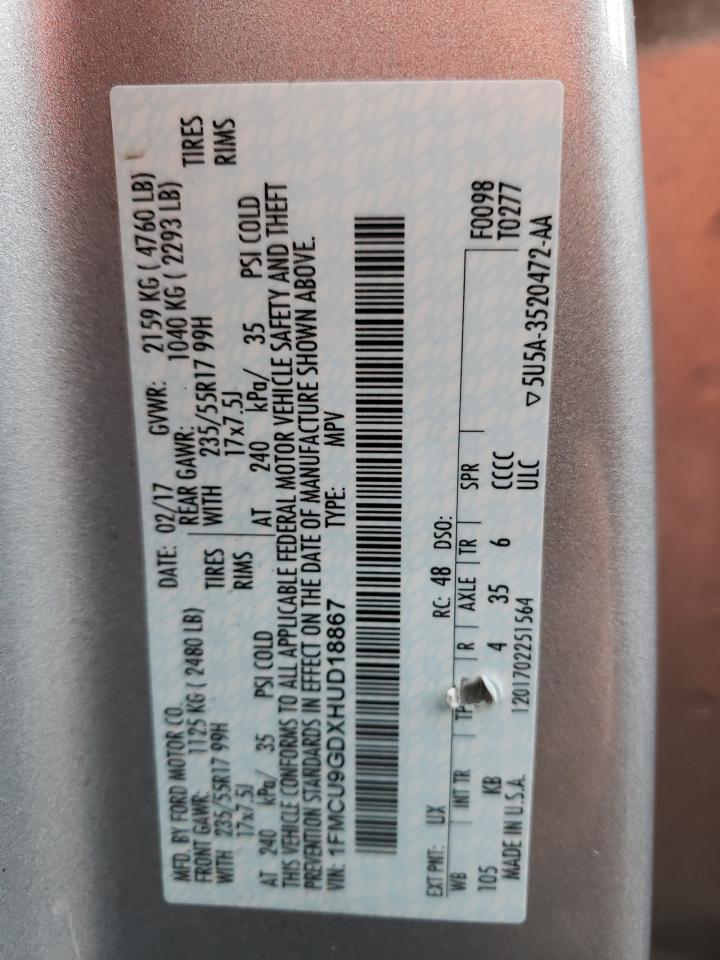 MFD. BY FORD MOTOR CO. DATE: 02/17 GVWR: 2159 KG ( 4760 LB)
FRONT GAWR: 1125 KG ( 2480 LB) REAR GAWR: 1040 KG ( 2293 LB)
WITH 235/55R17 99H TIRES WITH 235/55R17 99H TIRES
17x7.5J RIMS 17x7.5J RIMS
AT 240 kPa/ 35 PSI COLD AT 240 kPa/ 35 PSI COLD
THIS VEHICLE CONFORMS TO ALL APPLICABLE FEDERAL MOTOR VEHICLE SAFETY AND THEFT
PREVENTION STANDARDS IN EFFECT ON THE DATE OF MANUFACTURE SHOWN ABOVE.
VIN: 1FMCU9GDXHUD18867 TYPE: MPV
EXT PNT: UX RC: 48 DSO:
WB INT TR R AXLE TR SPR F0098
105 KB 4 35 6 CCCC T0277
MADE IN U.S.A. 1201702251564 ULC
▽ 5U5A-3520472-AA